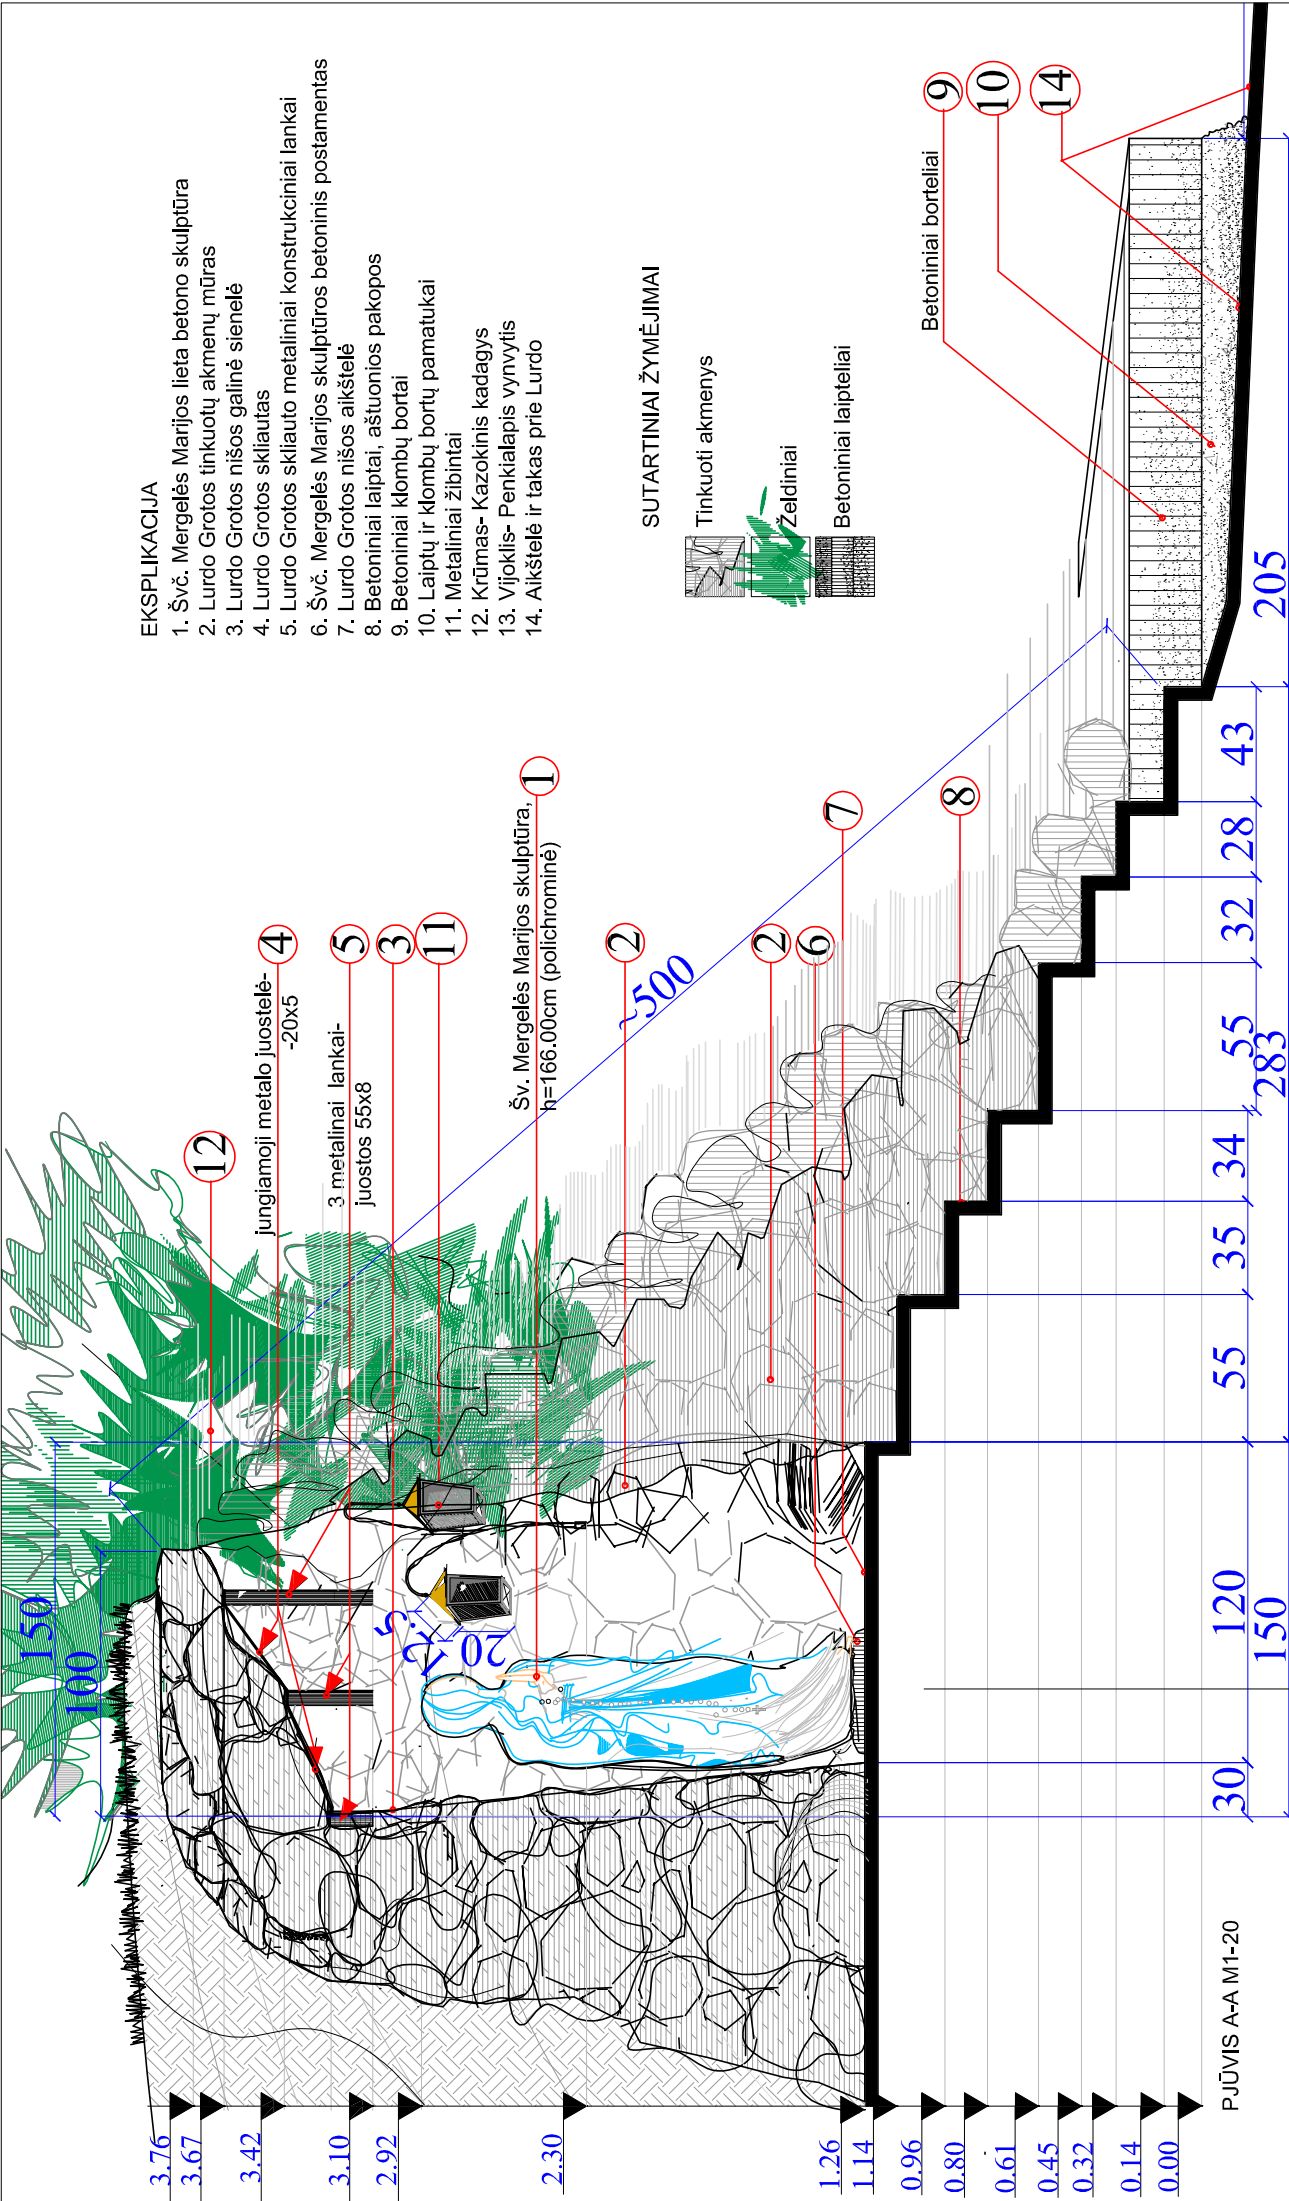 EKSPLIKACIJA
1. Švč. Mergelės Marijos lieta betono skulptūra
2. Lurdo Grotos tinkuotų akmenų mūras
3. Lurdo Grotos nišos galinė sienelė
4. Lurdo Grotos skliautas
5. Lurdo Grotos skliauto metaliniai konstrukciniai lankai
6. Švč. Mergelės Marijos skulptūros betoninis postamentas
7. Lurdo Grotos nišos aikštelė
8. Betoniniai laiptai, aštuonios pakopos
9. Betoniniai klombų bortai
10. Laiptų ir klombų bortų pamatukai
11. Metaliniai žibintai
12. Krūmas- Kazokinis kadagys
13. Vijoklis- Penkialapis vynvytis
14. Aikštelė ir takas prie Lurdo
SUTARTINIAI ŽYMĖJIMAI
Tinkuoti akmenys
Želdiniai
Betoniniai laipteliai
12
4
jungiamoji metalo juostelė-
-20x5
5
3 metalinai lankai-
juostos 55x8
3
11
1
Šv. Mergelės Marijos skulptūra,
h=166.00cm (polichrominė)
2
2
6
7
8
Betoniniai borteliai
9
10
14
~500
150
100
12.5
20
3.76
3.67
3.42
3.10
2.92
2.30
1.26
1.14
0.96
0.80
0.61
0.45
0.32
0.14
0.00
30
120
55
35
34
55
32
28
43
150
283
205
PJŪVIS A-A M1-20